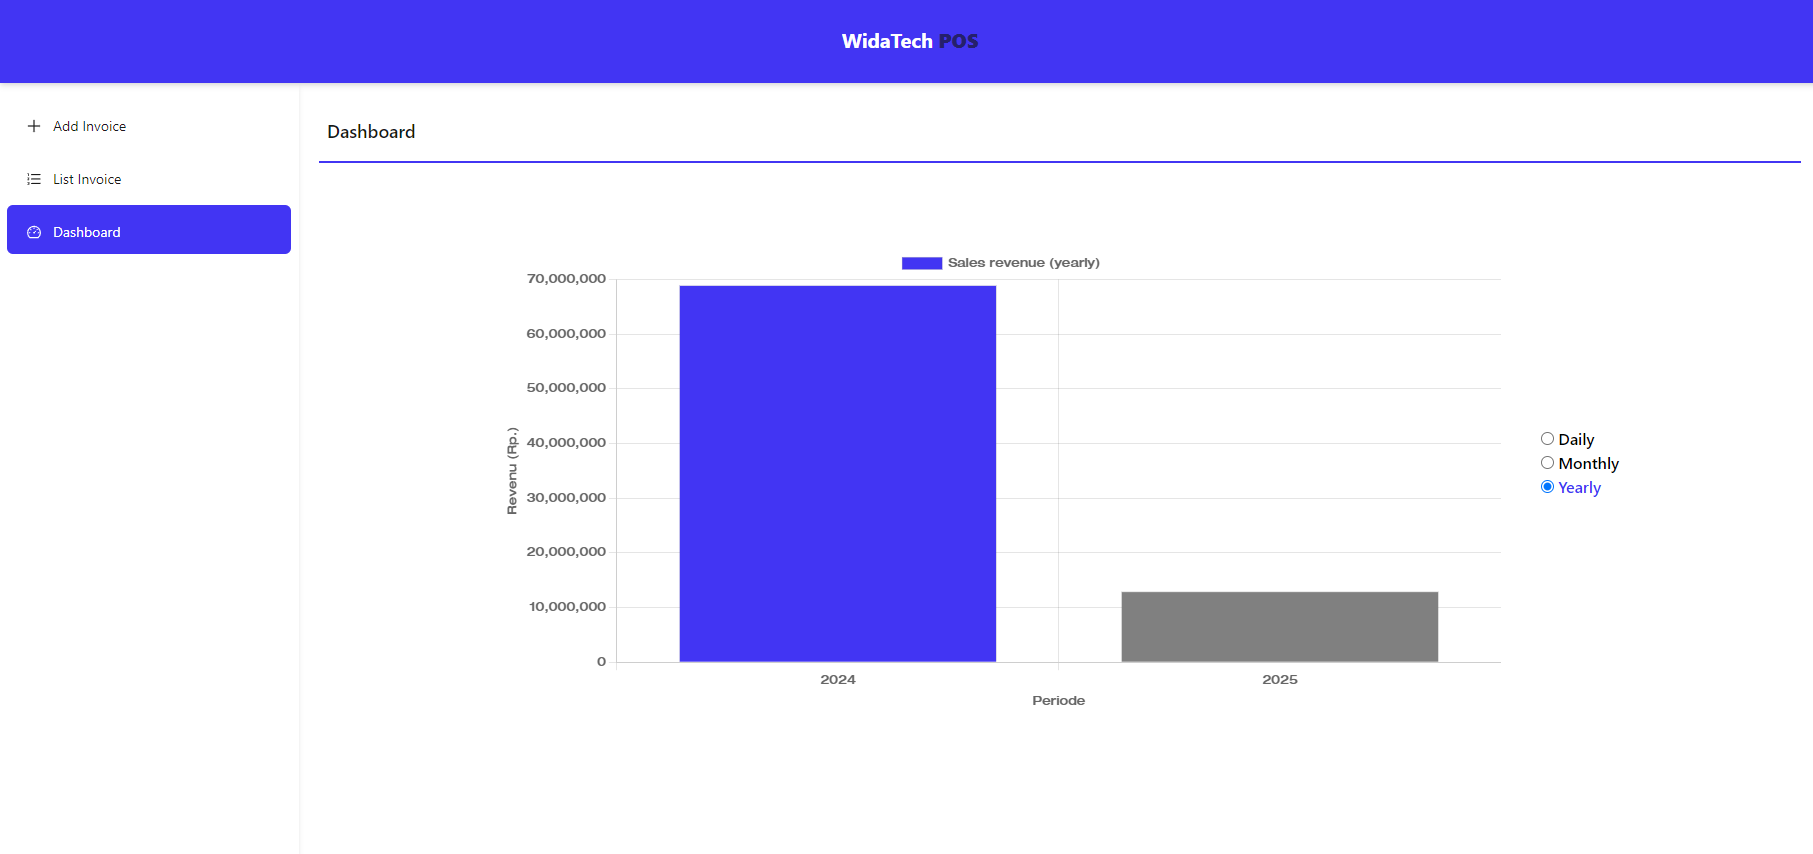 WidaTech POS
Add Invoice
List Invoice
Dashboard
Dashboard
Sales revenue (yearly)
70,000,000
60,000,000
50,000,000
40,000,000
30,000,000
20,000,000
10,000,000
0
Revenu (Rp.)
2024 2025
Periode
Daily
Monthly
Yearly